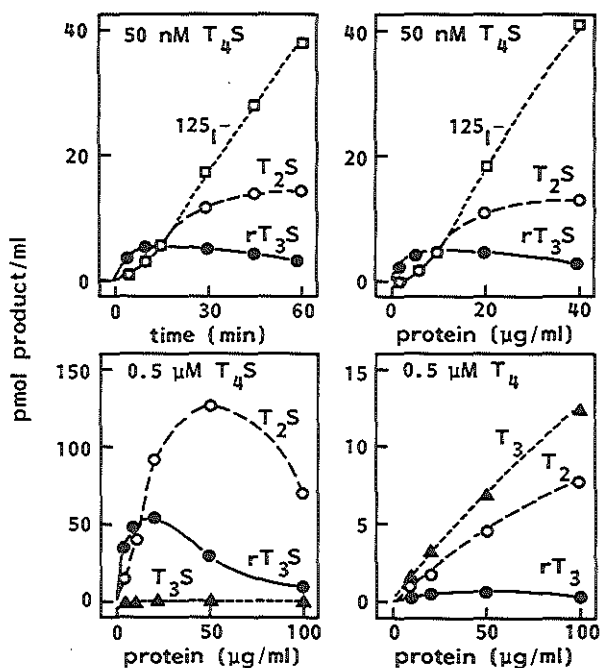 50 nM T₄S
40
20
0
¹²⁵I⁻
T₂S
rT₃S
0 30 60
time (min)
50 nM T₄S
40
20
0
¹²⁵I⁻
T₂S
rT₃S
0 20 40
protein (μg/ml)
pmol product/ml
0.5 μM T₄S
150
100
50
0
T₂S
rT₃S
T₃S
0 50 100
protein (μg/ml)
0.5 μM T₄
15
10
5
0
T₃
T₂
rT₃
0 50 100
protein (μg/ml)